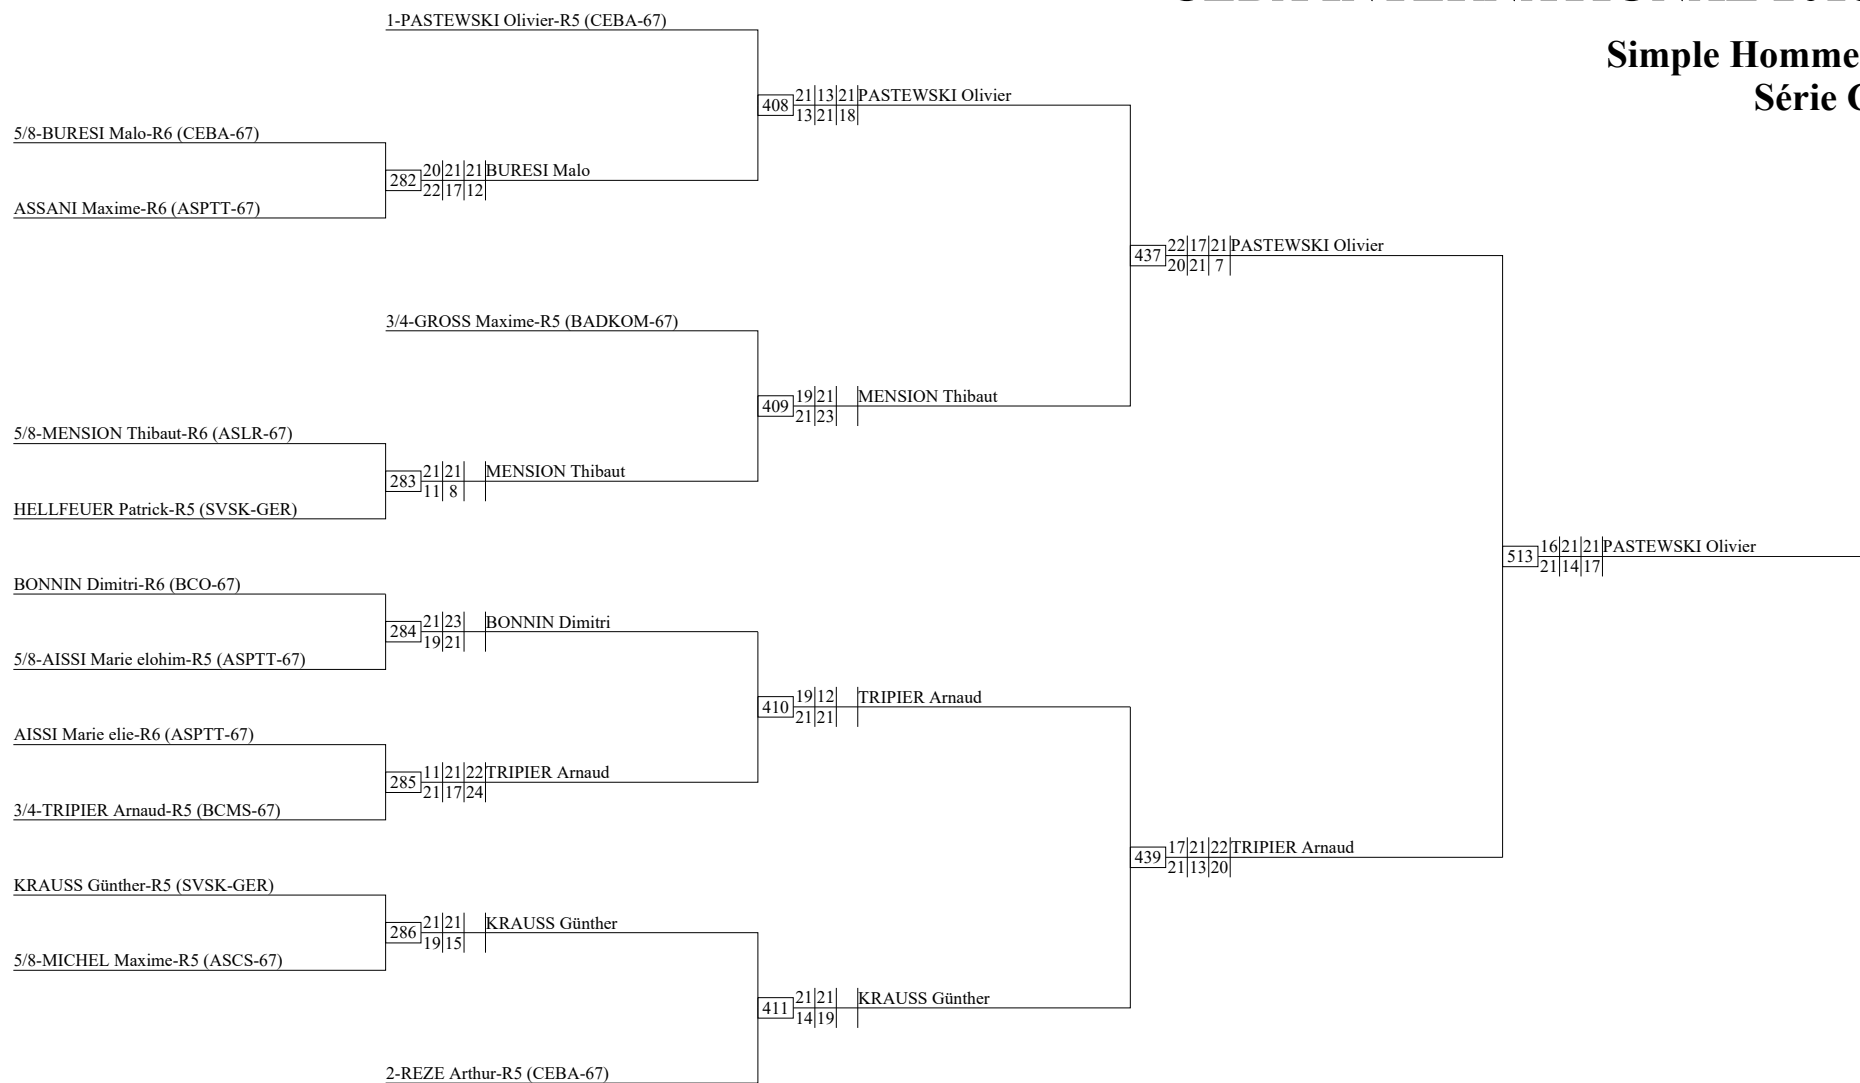 Simple Homme
Série
1-PASTEWSKI Olivier-R5 (CEBA-67)
408 21 13 21 PASTEWSKI Olivier
13 21 18
5/8-BURESI Malo-R6 (CEBA-67)
282 20 21 21 BURESI Malo
22 17 12
ASSANI Maxime-R6 (ASPTT-67)
437 22 17 21 PASTEWSKI Olivier
20 21 7
3/4-GROSS Maxime-R5 (BADKOM-67)
409 19 21 MENSION Thibaut
21 23
5/8-MENSION Thibaut-R6 (ASLR-67)
283 21 21 MENSION Thibaut
11 8
HELLFEUER Patrick-R5 (SVSK-GER)
513 16 21 21 PASTEWSKI Olivier
21 14 17
BONNIN Dimitri-R6 (BCO-67)
284 21 23 BONNIN Dimitri
19 21
5/8-AISSI Marie elohim-R5 (ASPTT-67)
410 19 12 TRIPIER Arnaud
21 21
AISSI Marie elie-R6 (ASPTT-67)
285 11 21 22 TRIPIER Arnaud
21 17 24
3/4-TRIPIER Arnaud-R5 (BCMS-67)
439 17 21 22 TRIPIER Arnaud
21 13 20
KRAUSS Günther-R5 (SVSK-GER)
286 21 21 KRAUSS Günther
19 15
5/8-MICHEL Maxime-R5 (ASCS-67)
411 21 21 KRAUSS Günther
14 19
2-REZE Arthur-R5 (CEBA-67)